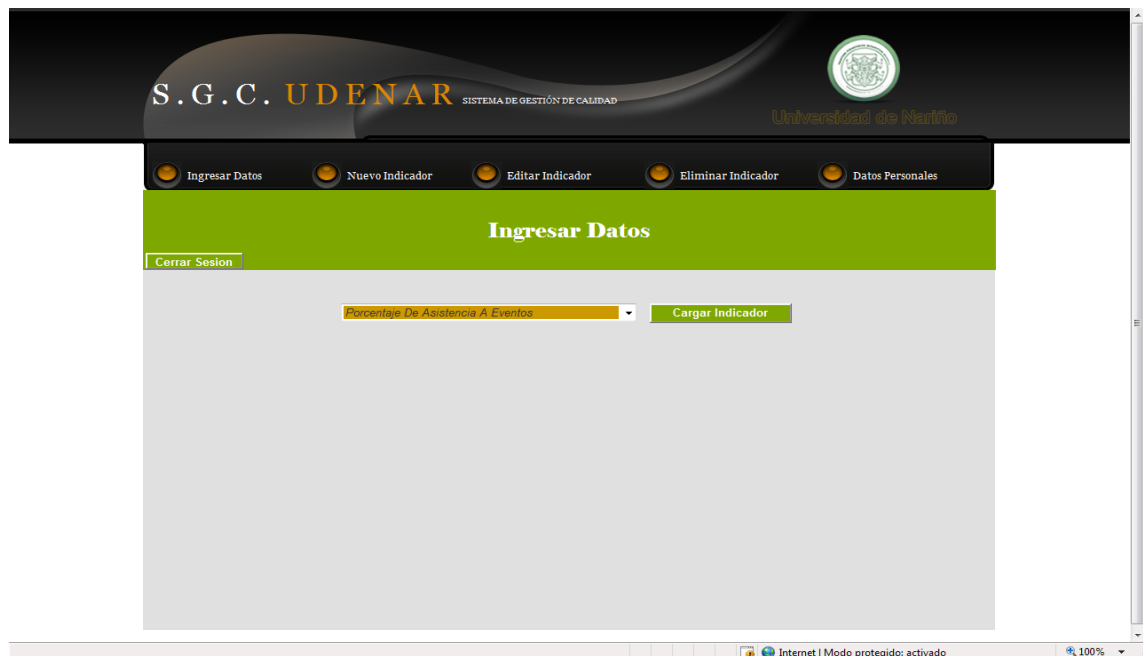 S.G.C. UDENAR SISTEMA DE GESTIÓN DE CALIDAD
Universidad de Nariño
Ingresar Datos
Nuevo Indicador
Editar Indicador
Eliminar Indicador
Datos Personales
Ingresar Datos
Cerrar Sesion
Porcentaje De Asistencia A Eventos
Cargar Indicador
Internet | Modo protegido: activado
100%